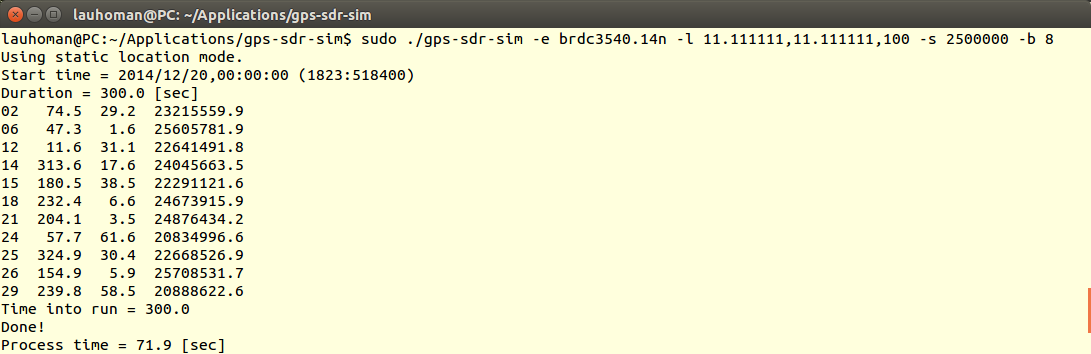 lauhoman@PC: ~/Applications/gps-sdr-sim
lauhoman@PC:~/Applications/gps-sdr-sim$ sudo ./gps-sdr-sim -e brdc3540.14n -l 11.111111,11.111111,100 -s 2500000 -b 8
Using static location mode.
Start time = 2014/12/20,00:00:00 (1823:518400)
Duration = 300.0 [sec]
02   74.5  29.2  23215559.9
06   47.3   1.6  25605781.9
12   11.6  31.1  22641491.8
14  313.6  17.6  24045663.5
15  180.5  38.5  22291121.6
18  232.4   6.6  24673915.9
21  204.1   3.5  24876434.2
24   57.7  61.6  20834996.6
25  324.9  30.4  22668526.9
26  154.9   5.9  25708531.7
29  239.8  58.5  20888622.6
Time into run = 300.0
Done!
Process time = 71.9 [sec]